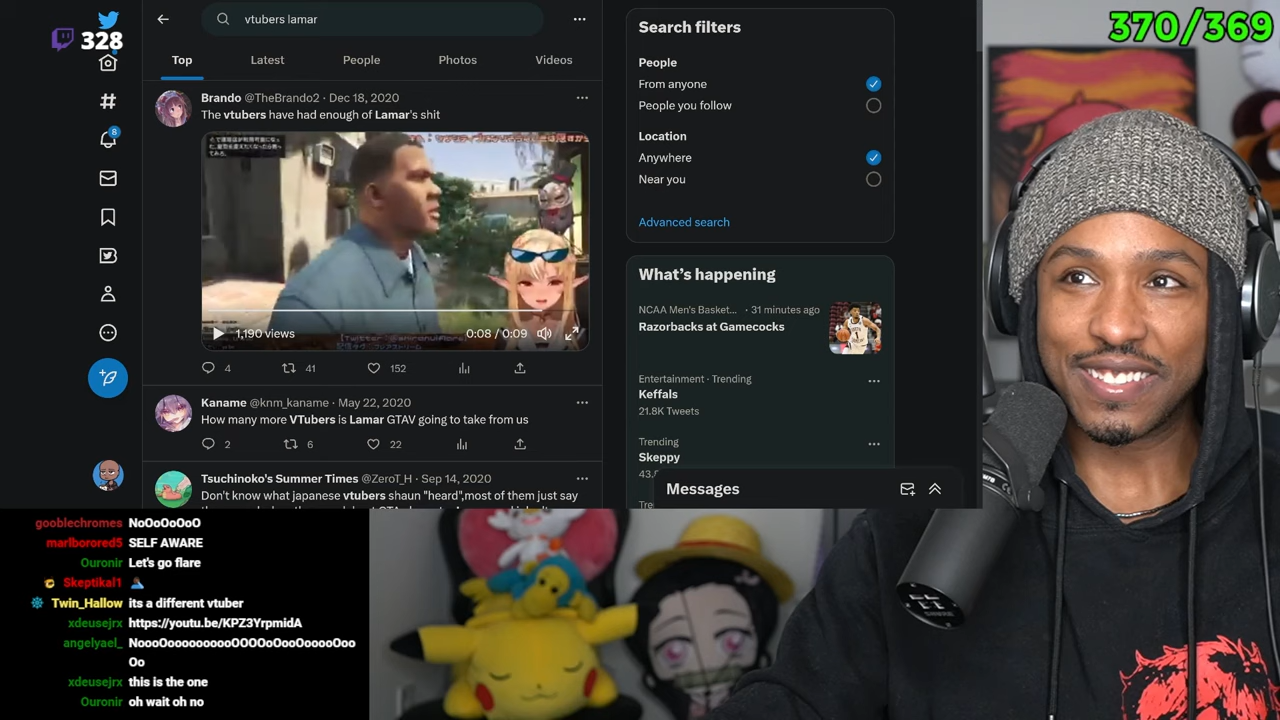 328
vtubers lamar
Top
Latest
People
Photos
Videos
8
Brando @TheBrando2 · Dec 18, 2020
The vtubers have had enough of Lamar's shit
1,190 views
0:08 / 0:09
4
41
152
Kaname @knm_kaname · May 22, 2020
How many more VTubers is Lamar GTAV going to take from us
2
6
22
Tsuchinoko's Summer Times @ZeroT_H · Sep 14, 2020
Don't know what japanese vtubers shaun "heard",most of them just say
Search filters
People
From anyone
People you follow
Location
Anywhere
Near you
Advanced search
What's happening
NCAA Men's Basket... · 31 minutes ago
Razorbacks at Gamecocks
Entertainment · Trending
Keffals
21.8K Tweets
Trending
Skeppy
Messages
370/369
gooblechromes NoOoOoOoO
marlborored5 SELF AWARE
Ouronir Let's go flare
Skeptikal1
Twin_Hallow its a different vtuber
xdeusejrx https://youtu.be/KPZ3YrpmidA
angelyael_ NoooOoooooooooOOOOoOooOoooOoOoo
Oo
xdeusejrx this is the one
Ouronir oh wait oh no